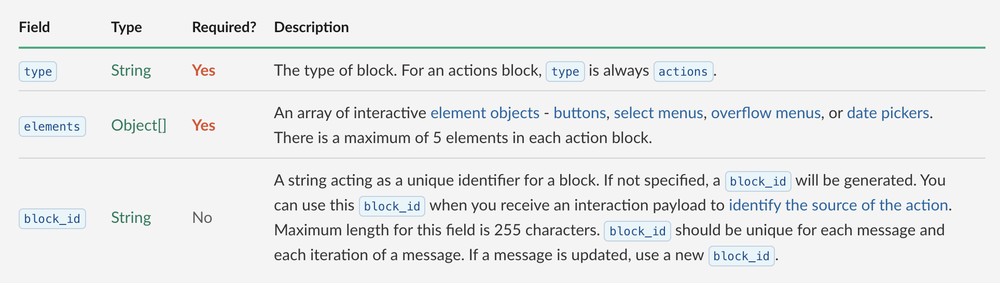 Field Type Required? Description
type String Yes The type of block. For an actions block, type is always actions.
elements Object[] Yes An array of interactive element objects - buttons, select menus, overflow menus, or date pickers.
There is a maximum of 5 elements in each action block.
block_id String No A string acting as a unique identifier for a block. If not specified, a block_id will be generated. You
can use this block_id when you receive an interaction payload to identify the source of the action.
Maximum length for this field is 255 characters. block_id should be unique for each message and
each iteration of a message. If a message is updated, use a new block_id.